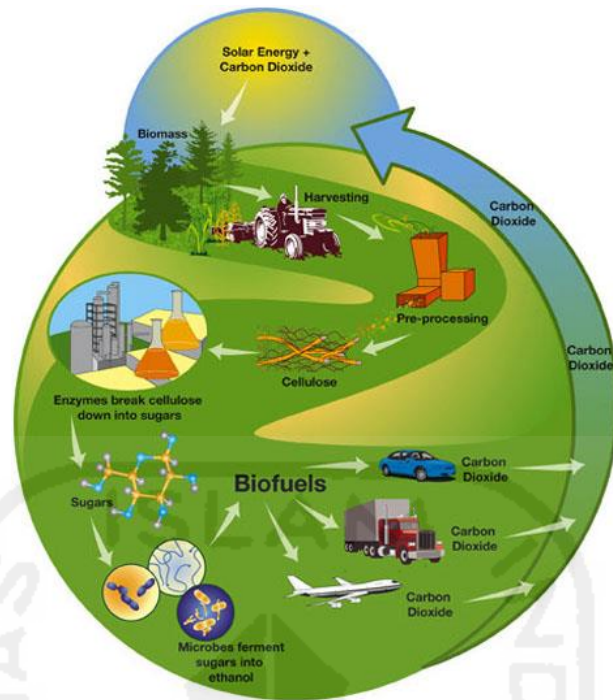 Solar Energy +
Carbon Dioxide
Biomass
Harvesting
Carbon
Dioxide
Pre-processing
Carbon
Dioxide
Cellulose
Enzymes break cellulose
down into sugars
Sugars
Biofuels
Carbon
Dioxide
Carbon
Dioxide
Carbon
Dioxide
Microbes ferment
sugars into
ethanol
ISLAM